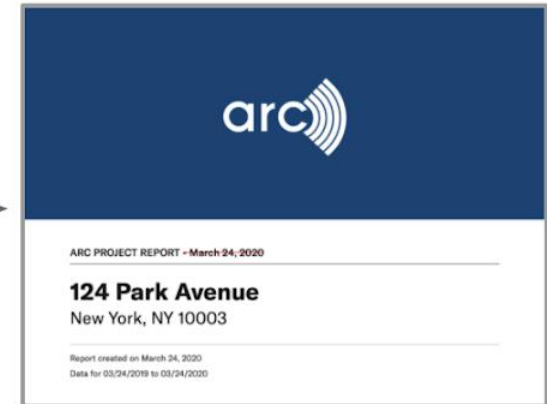 arc
ARC PROJECT REPORT - March 24, 2020
124 Park Avenue
New York, NY 10003
Report created on March 24, 2020
Data for 03/24/2019 to 03/24/2020